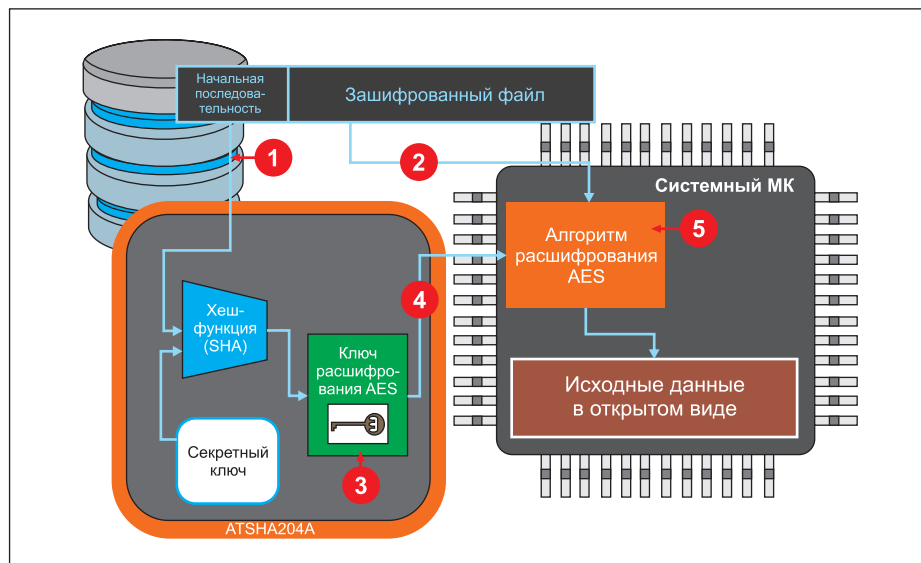 Начальная
последова-
тельность
Зашифрованный файл
1
2
Системный МК
Алгоритм
расшифрования
AES
5
4
Хеш-
функция
(SHA)
Ключ
расшифро-
вания AES
Исходные данные
в открытом виде
Секретный
ключ
3
ATSHA204A